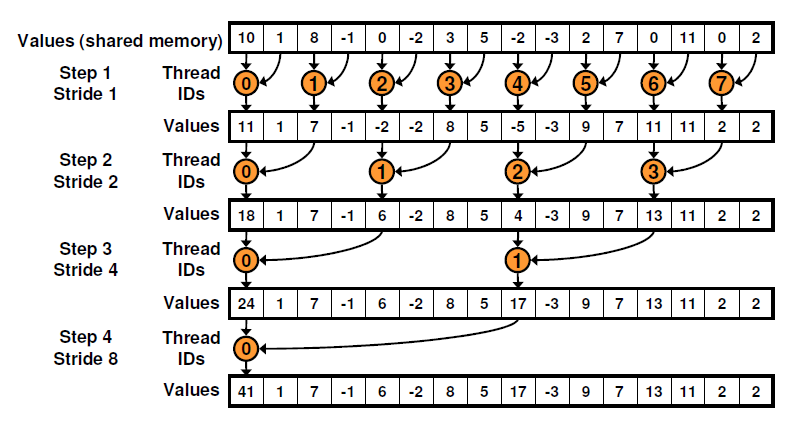 Values (shared memory) 10 1 8 -1 0 -2 3 5 -2 -3 2 7 0 11 0 2
Step 1 Thread 0 1 2 3 4 5 6 7
Stride 1 IDs
Values 11 1 7 -1 -2 -2 8 5 -5 -3 9 7 11 11 2 2
Step 2 Thread 0 1 2 3
Stride 2 IDs
Values 18 1 7 -1 6 -2 8 5 4 -3 9 7 13 11 2 2
Step 3 Thread 0 1
Stride 4 IDs
Values 24 1 7 -1 6 -2 8 5 17 -3 9 7 13 11 2 2
Step 4 Thread 0
Stride 8 IDs
Values 41 1 7 -1 6 -2 8 5 17 -3 9 7 13 11 2 2